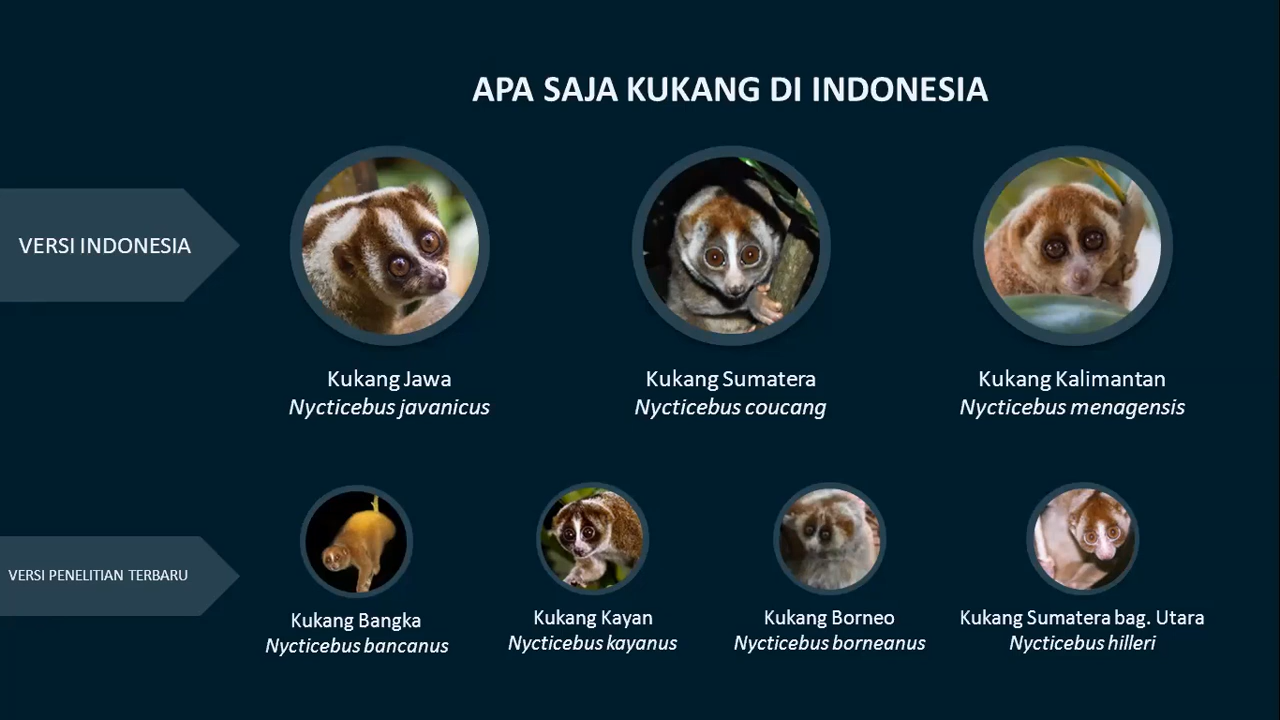 APA SAJA KUKANG DI INDONESIA
VERSI INDONESIA
Kukang Jawa
Nycticebus javanicus
Kukang Sumatera
Nycticebus coucang
Kukang Kalimantan
Nycticebus menagensis
VERSI PENELITIAN TERBARU
Kukang Bangka
Nycticebus bancanus
Kukang Kayan
Nycticebus kayanus
Kukang Borneo
Nycticebus borneanus
Kukang Sumatera bag. Utara
Nycticebus hilleri